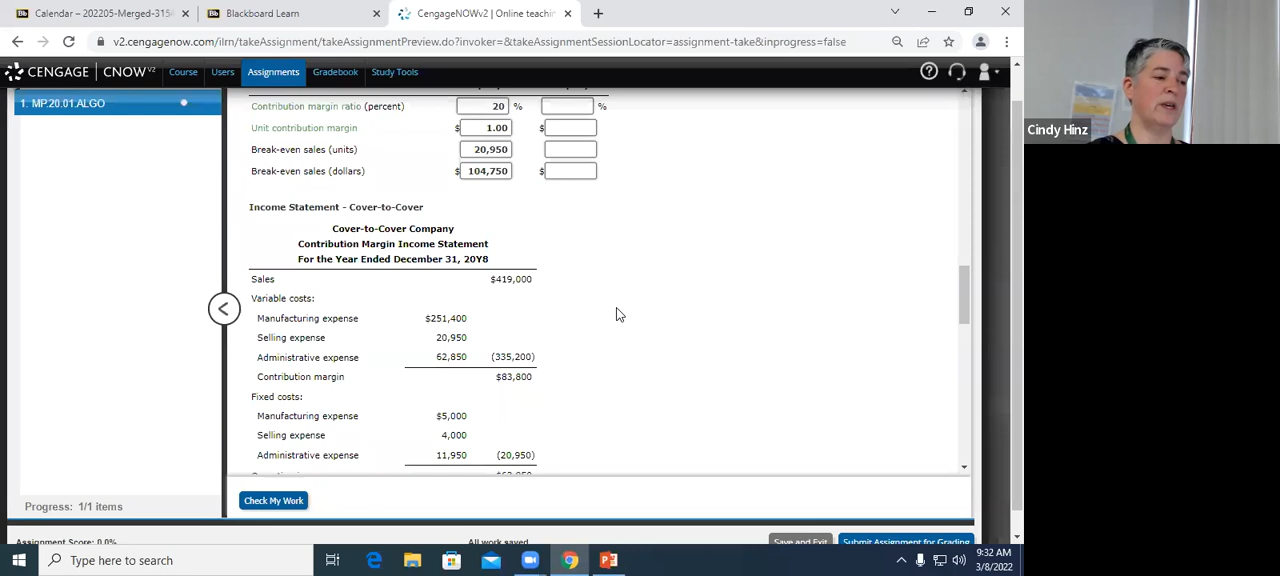 Calendar – 202205-Merged-315
Blackboard Learn
CengageNOWv2 | Online teachin
v2.cengagenow.com/ilrn/takeAssignment/takeAssignmentPreview.do?invoker=&takeAssignmentSessionLocator=assignment-take&inprogress=false
CENGAGE | CNOWv2 Course Users Assignments Gradebook Study Tools
1. MP.20.01.ALGO
Contribution margin ratio (percent) 20 % %
Unit contribution margin $ 1.00 $
Break-even sales (units) 20,950
Break-even sales (dollars) $ 104,750 $
Cindy Hinz
Income Statement - Cover-to-Cover
Cover-to-Cover Company
Contribution Margin Income Statement
For the Year Ended December 31, 20Y8
Sales $419,000
Variable costs:
Manufacturing expense $251,400
Selling expense 20,950
Administrative expense 62,850 (335,200)
Contribution margin $83,800
Fixed costs:
Manufacturing expense $5,000
Selling expense 4,000
Administrative expense 11,950 (20,950)
Check My Work
Progress: 1/1 items
Assignment Score: 0.0% All work saved. Save and Exit Submit Assignment for Grading
Type here to search
9:32 AM
3/8/2022